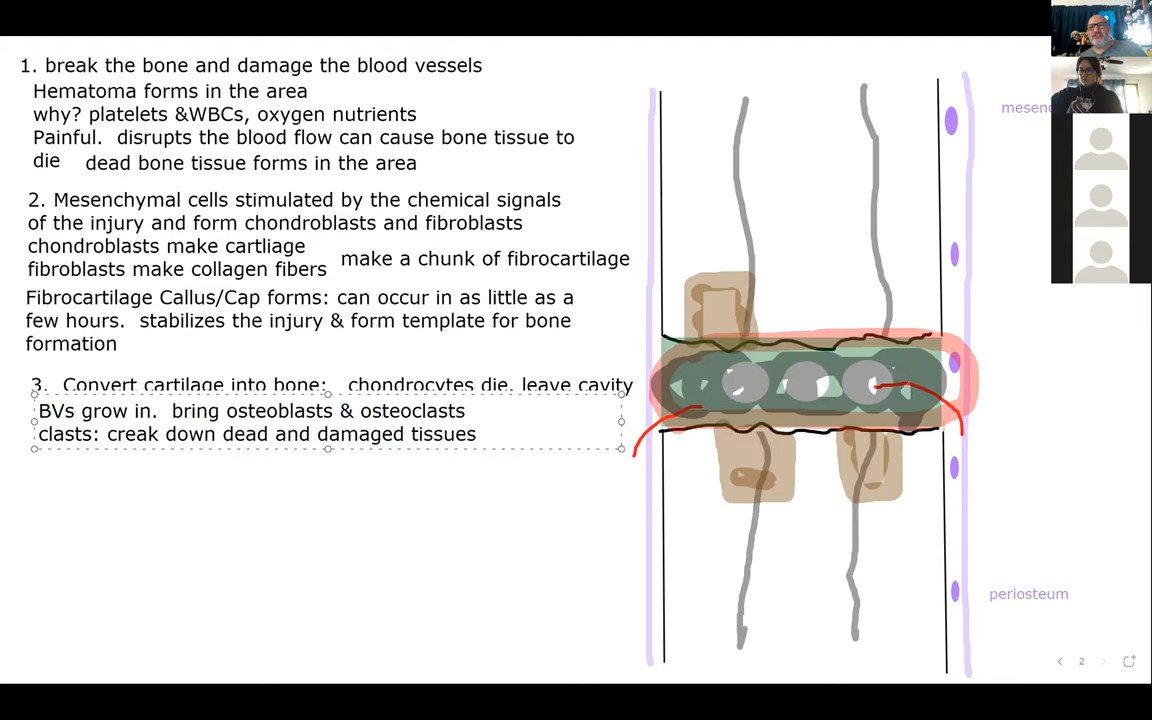 1. break the bone and damage the blood vessels
Hematoma forms in the area
why? platelets &WBCs, oxygen nutrients
Painful. disrupts the blood flow can cause bone tissue to
die dead bone tissue forms in the area
2. Mesenchymal cells stimulated by the chemical signals
of the injury and form chondroblasts and fibroblasts
chondroblasts make cartliage
fibroblasts make collagen fibers
make a chunk of fibrocartilage
Fibrocartilage Callus/Cap forms: can occur in as little as a
few hours. stabilizes the injury & form template for bone
formation
3. Convert cartilage into bone: chondrocytes die, leave cavity
BVs grow in. bring osteoblasts & osteoclasts
clasts: creak down dead and damaged tissues
periosteum
2